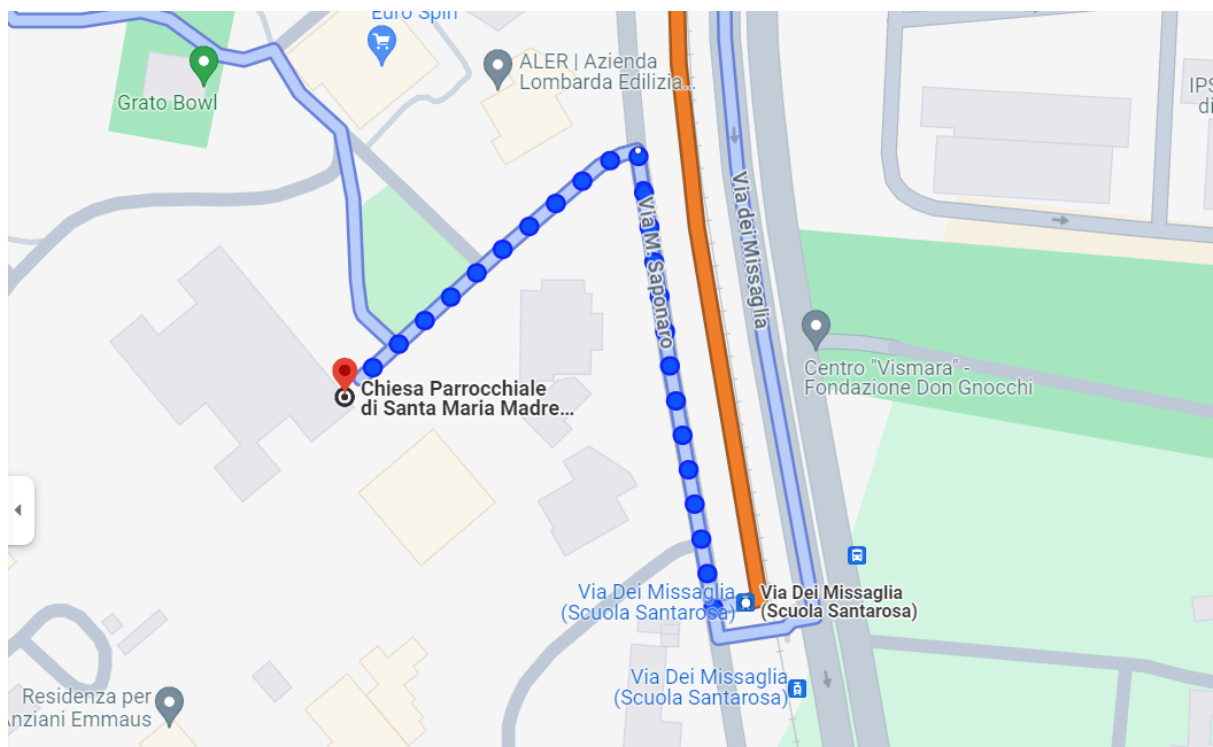 Euro Spin
ALER | Azienda
Lombarda Edilizia...
Grato Bowl
IPS
di
Via dei Missaglia
Via M. Saponaro
Centro "Vismara" -
Fondazione Don Gnocchi
Chiesa Parrocchiale
di Santa Maria Madre...
Via Dei Missaglia
(Scuola Santarosa)
Via Dei Missaglia
(Scuola Santarosa)
Via Dei Missaglia
(Scuola Santarosa)
Residenza per
Anziani Emmaus